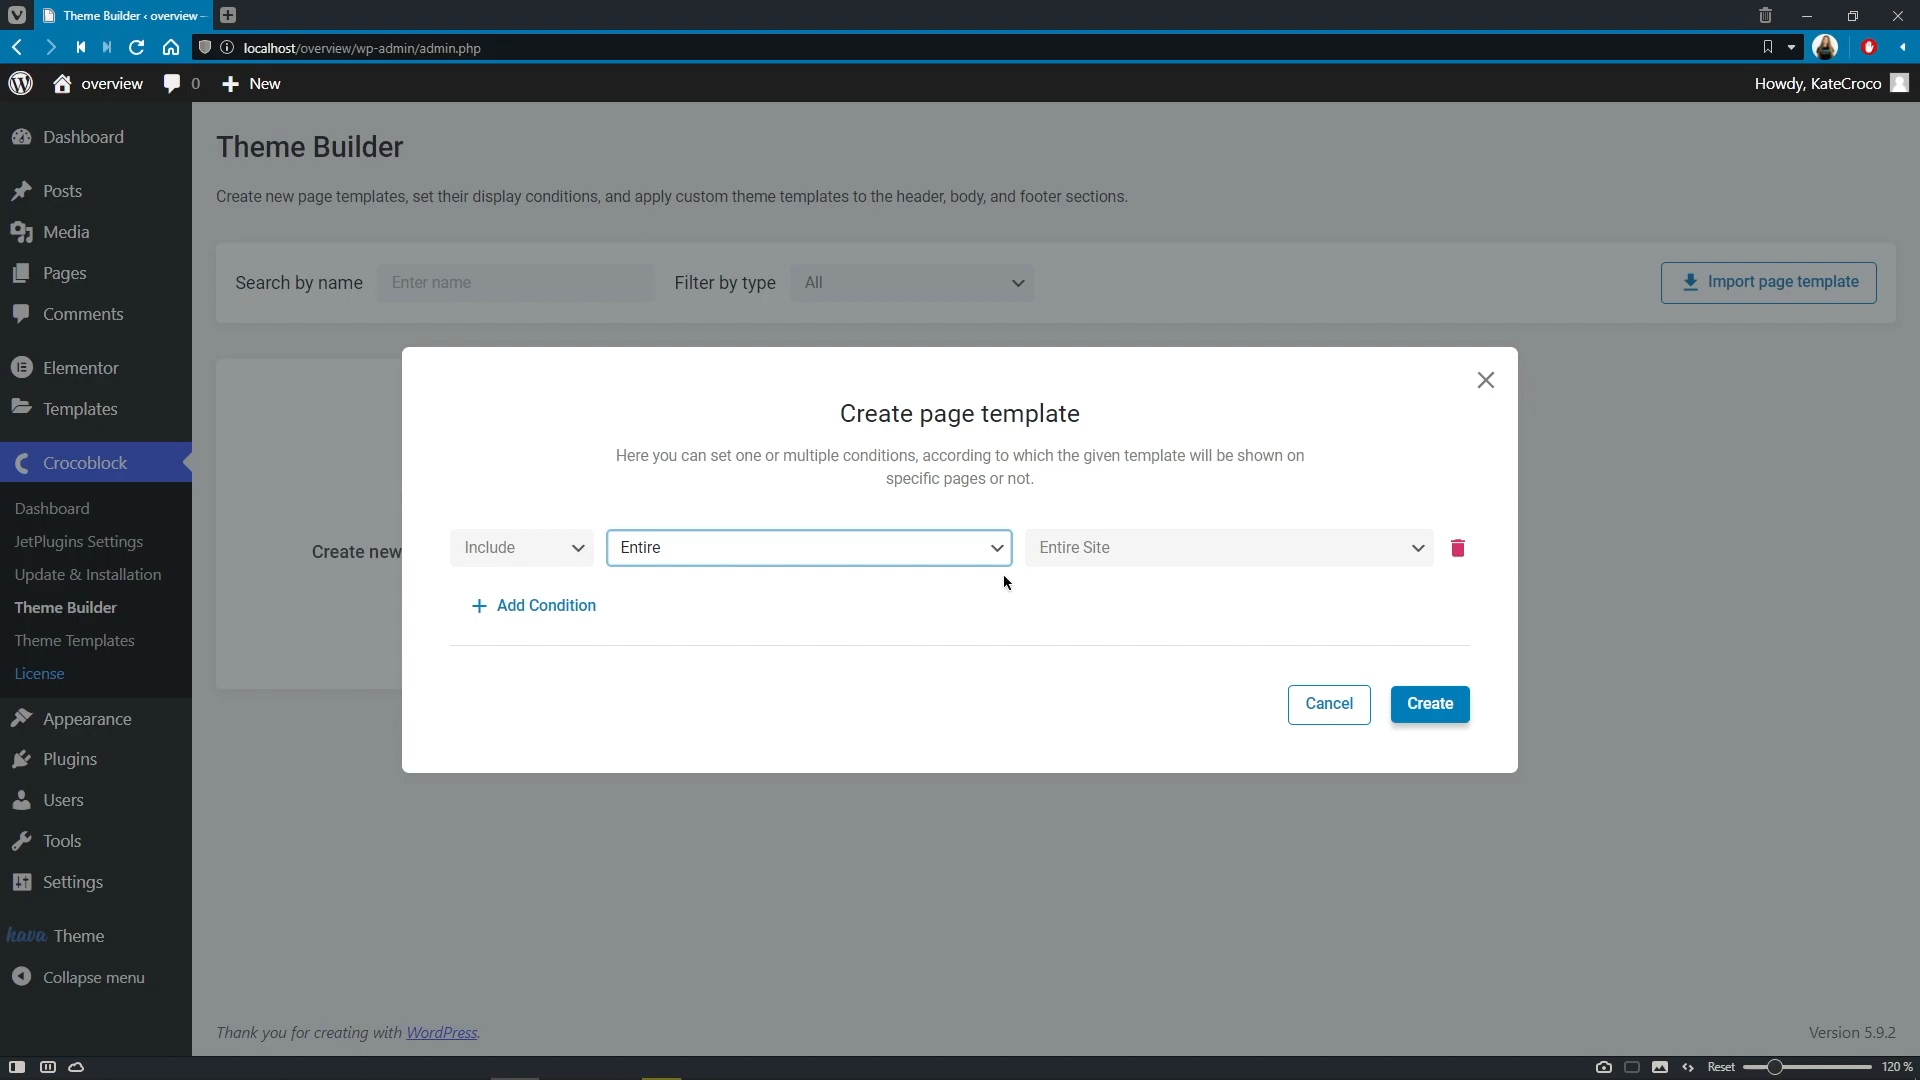 Theme Builder ‹ overview –
localhost/overview/wp-admin/admin.php
overview 0 New Howdy, KateCroco
Dashboard
Posts
Media
Pages
Comments
Elementor
Templates
Crocoblock
Dashboard
JetPlugins Settings
Update & Installation
Theme Builder
Theme Templates
License
Appearance
Plugins
Users
Tools
Settings
hava Theme
Collapse menu
Theme Builder
Create new page templates, set their display conditions, and apply custom theme templates to the header, body, and footer sections.
Search by name Enter name Filter by type All Import page template
Create new
Create page template
Here you can set one or multiple conditions, according to which the given template will be shown on
specific pages or not.
Include Entire Entire Site
Add Condition
Cancel Create
Thank you for creating with WordPress. Version 5.9.2
Reset 120 %